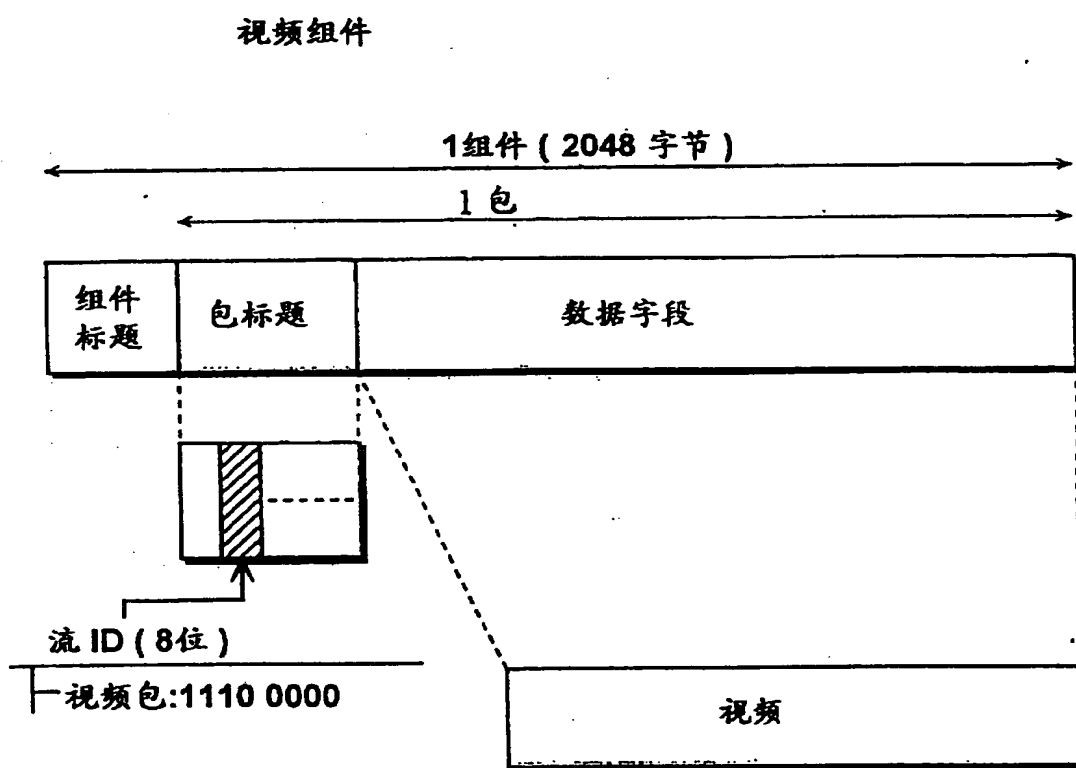 视频组件
1组件 ( 2048 字节 )
1 包
组件
标题
包标题
数据字段
流 ID ( 8位 )
视频包:1110 0000
视频